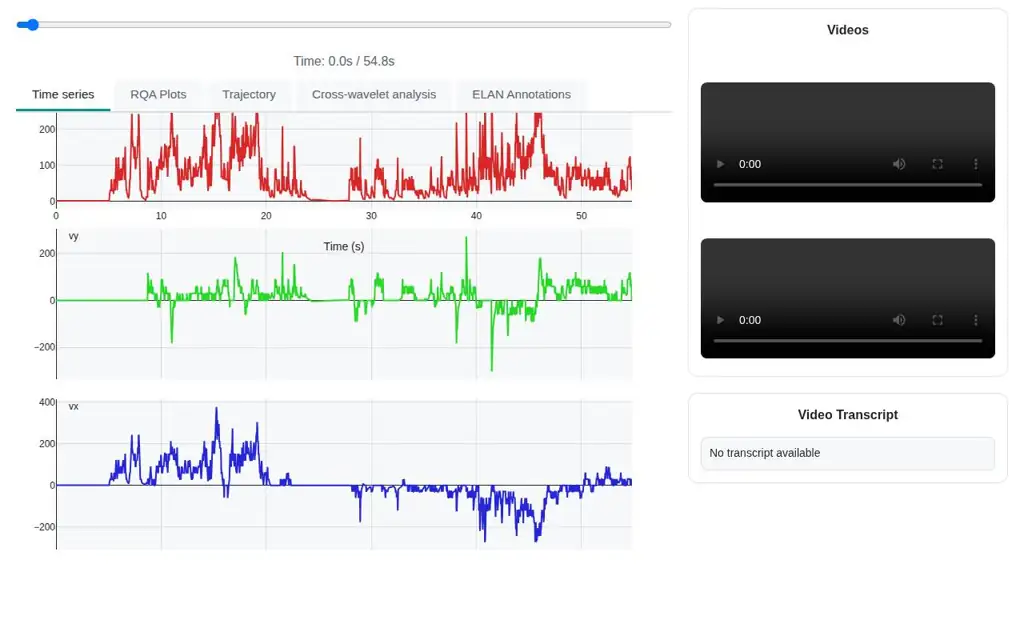 Time: 0.0s / 54.8s
Time series
RQA Plots
Trajectory
Cross-wavelet analysis
ELAN Annotations
200
100
0
0 10 20 30 40 50
vy
Time (s)
200
0
−200
vx
400
200
0
−200
Videos
0:00
0:00
Video Transcript
No transcript available